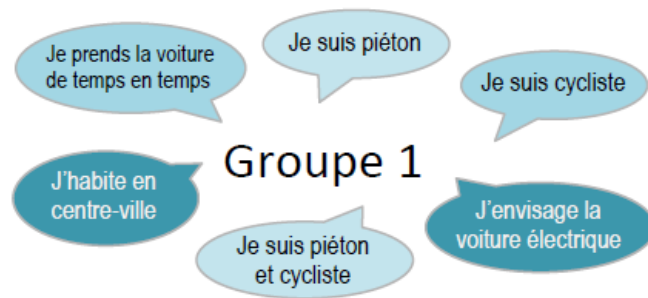 Je prends la voiture
de temps en temps
Je suis piéton
Je suis cycliste
Groupe 1
J'habite en
centre-ville
Je suis piéton
et cycliste
J'envisage la
voiture électrique